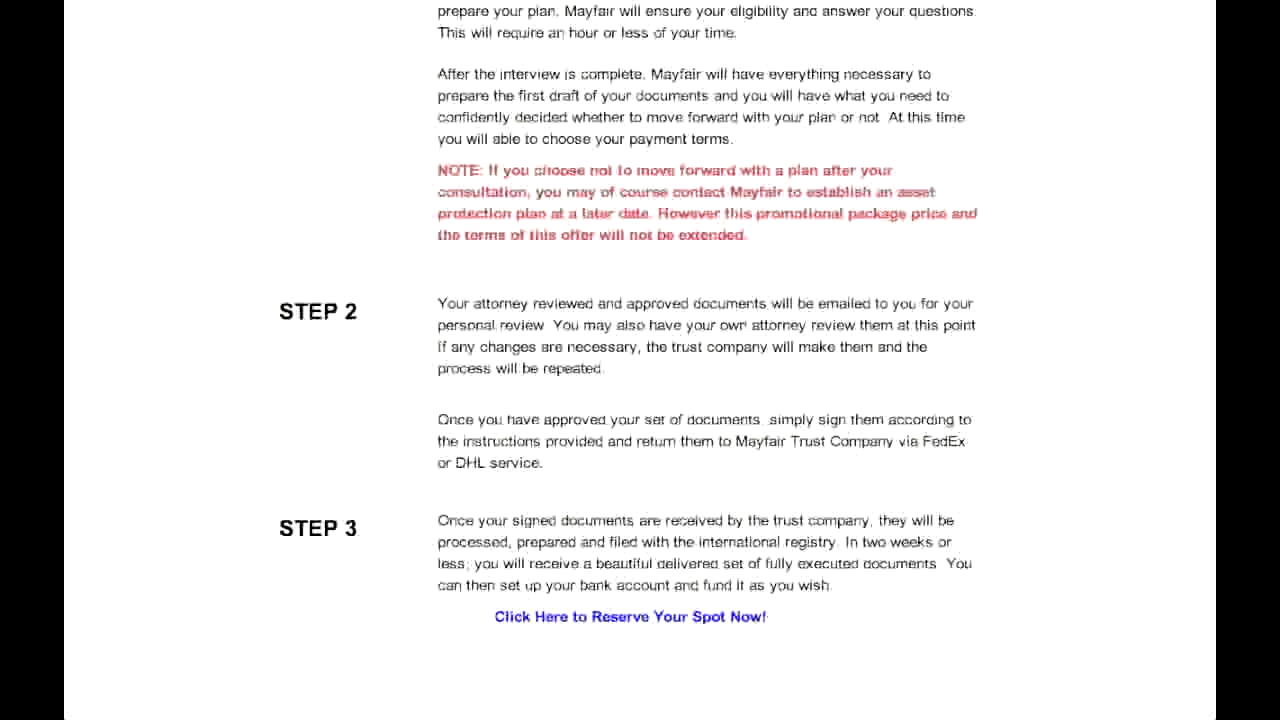 prepare your plan. Mayfair will ensure your eligibility and answer your questions.
This will require an hour or less of your time.
After the interview is complete, Mayfair will have everything necessary to
prepare the first draft of your documents and you will have what you need to
confidently decided whether to move forward with your plan or not. At this time
you will able to choose your payment terms.
NOTE: If you choose not to move forward with a plan after your
consultation, you may of course contact Mayfair to establish an asset
protection plan at a later date. However this promotional package price and
the terms of this offer will not be extended.
STEP 2
Your attorney reviewed and approved documents will be emailed to you for your
personal review. You may also have your own attorney review them at this point.
If any changes are necessary, the trust company will make them and the
process will be repeated.
Once you have approved your set of documents, simply sign them according to
the instructions provided and return them to Mayfair Trust Company via FedEx
or DHL service.
STEP 3
Once your signed documents are received by the trust company, they will be
processed, prepared and filed with the international registry. In two weeks or
less, you will receive a beautiful delivered set of fully executed documents. You
can then set up your bank account and fund it as you wish.
Click Here to Reserve Your Spot Now!